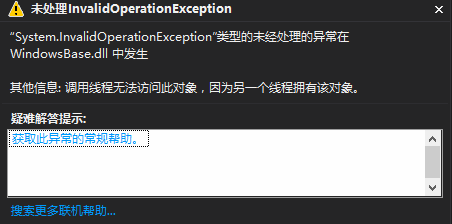 未处理InvalidOperationException
“System.InvalidOperationException”类型的未经处理的异常在
WindowsBase.dll 中发生
其他信息: 调用线程无法访问此对象，因为另一个线程拥有该对象。
疑难解答提示:
获取此异常的常规帮助。
搜索更多联机帮助...